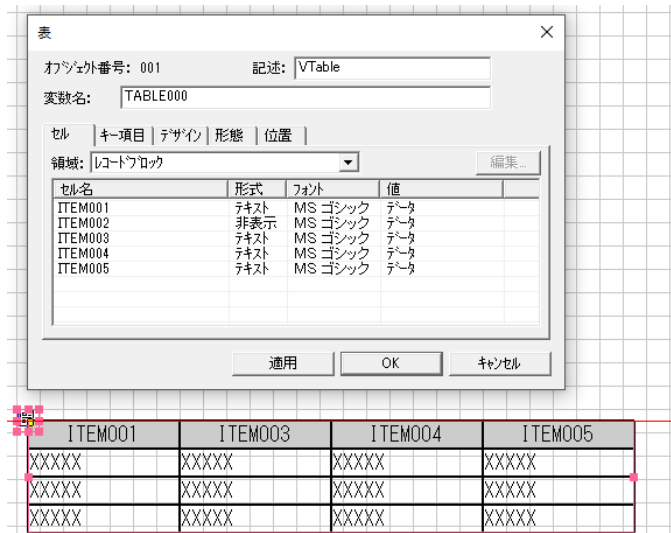 表
オブジェクト番号: 001 記述: VTable
変数名: TABLE000
セル キー項目 デザイン 形態 位置
領域: レコードブロック 編集...
セル名 形式 フォント 値
ITEM001 テキスト MS ゴシック データ
ITEM002 非表示 MS ゴシック データ
ITEM003 テキスト MS ゴシック データ
ITEM004 テキスト MS ゴシック データ
ITEM005 テキスト MS ゴシック データ
適用 OK キャンセル
ITEM001 ITEM003 ITEM004 ITEM005
XXXXX XXXXX XXXXX XXXXX
XXXXX XXXXX XXXXX XXXXX
XXXXX XXXXX XXXXX XXXXX